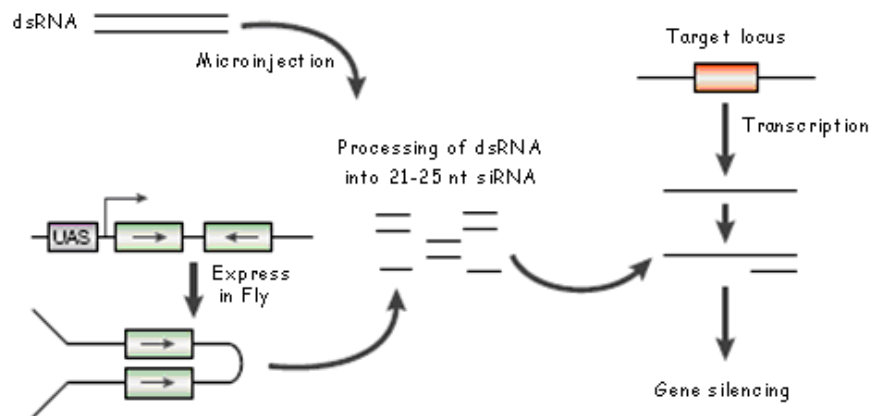 dsRNA
Microinjection
Target locus
Transcription
Processing of dsRNA
into 21-25 nt siRNA
UAS
Express
in Fly
Gene silencing